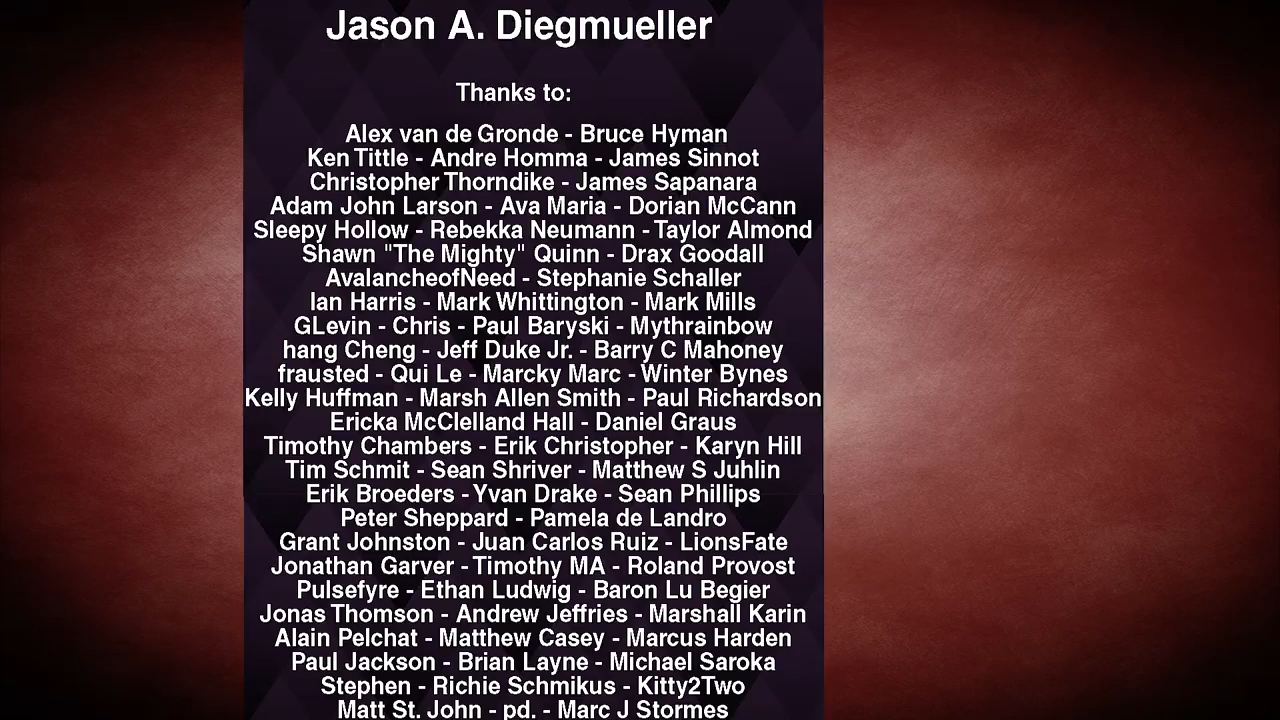 Jason A. Diegmueller
Thanks to:
Alex van de Gronde - Bruce Hyman
Ken Tittle - Andre Homma - James Sinnot
Christopher Thorndike - James Sapanara
Adam John Larson - Ava Maria - Dorian McCann
Sleepy Hollow - Rebekka Neumann - Taylor Almond
Shawn "The Mighty" Quinn - Drax Goodall
AvalancheofNeed - Stephanie Schaller
Ian Harris - Mark Whittington - Mark Mills
GLevin - Chris - Paul Baryski - Mythrainbow
hang Cheng - Jeff Duke Jr. - Barry C Mahoney
frausted - Qui Le - Marcky Marc - Winter Bynes
Kelly Huffman - Marsh Allen Smith - Paul Richardson
Ericka McClelland Hall - Daniel Graus
Timothy Chambers - Erik Christopher - Karyn Hill
Tim Schmit - Sean Shriver - Matthew S Juhlin
Erik Broeders - Yvan Drake - Sean Phillips
Peter Sheppard - Pamela de Landro
Grant Johnston - Juan Carlos Ruiz - LionsFate
Jonathan Garver - Timothy MA - Roland Provost
Pulsefyre - Ethan Ludwig - Baron Lu Begier
Jonas Thomson - Andrew Jeffries - Marshall Karin
Alain Pelchat - Matthew Casey - Marcus Harden
Paul Jackson - Brian Layne - Michael Saroka
Stephen - Richie Schmikus - Kitty2Two
Matt St. John - pd. - Marc J Stormes